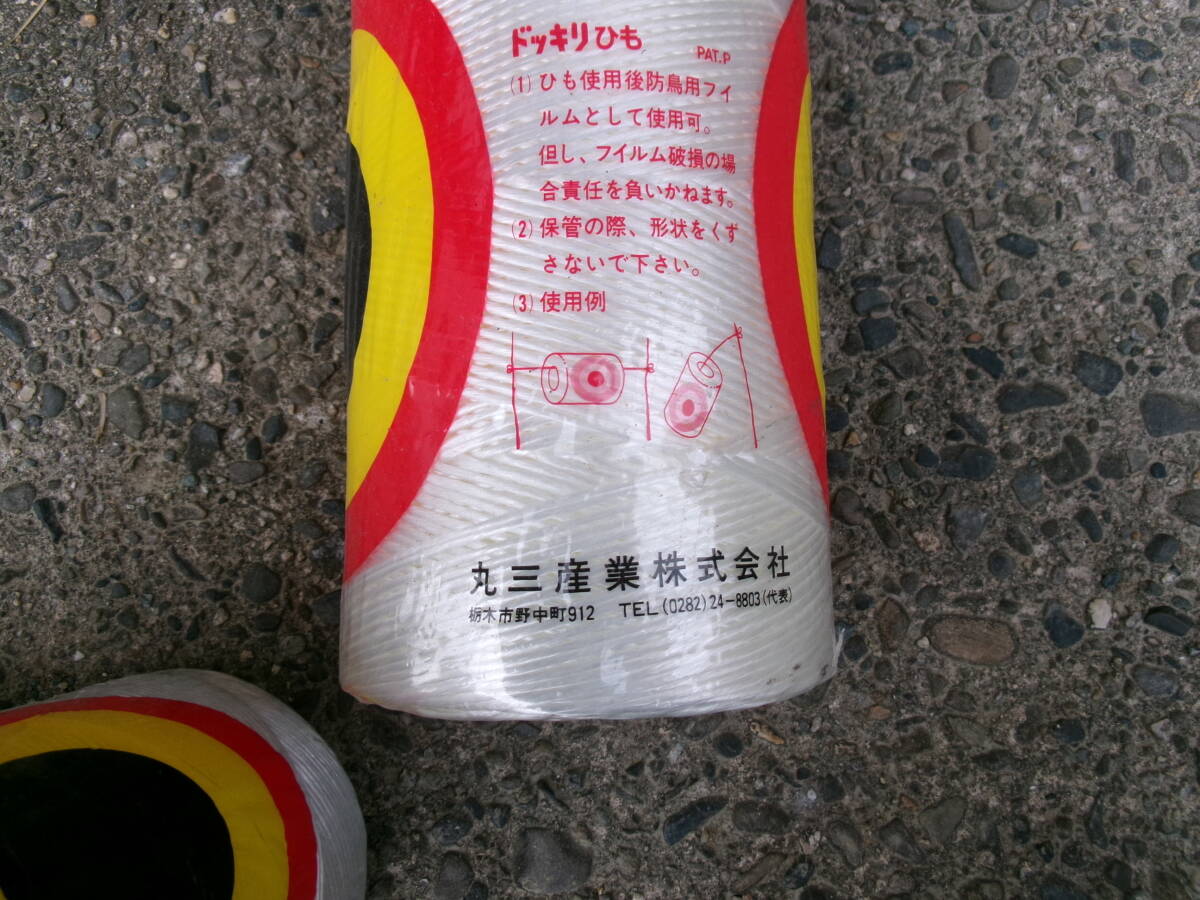 ドッキリひも PAT.P
(1) ひも使用後防鳥用フイ
ルムとして使用可。
但し、フイルム破損の場
合責任を負いかねます。
(2) 保管の際、形状をくず
さないで下さい。
(3) 使用例
丸三産業株式会社
栃木市野中町912 TEL(0282)24-8803(代表)